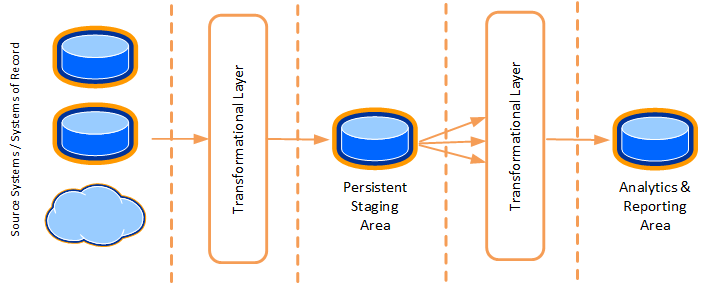 Source Systems / Systems of Record
Transformational Layer
Persistent
Staging
Area
Transformational Layer
Analytics &
Reporting
Area